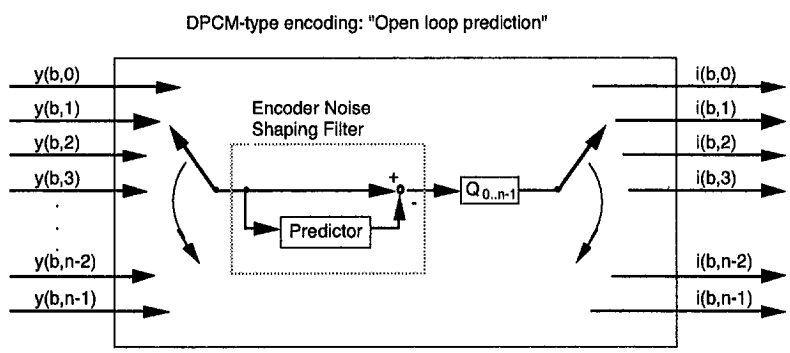 DPCM-type encoding: "Open loop prediction"
y(b,0)
y(b,1)
y(b,2)
y(b,3)
.
.
.
y(b,n-2)
y(b,n-1)
Encoder Noise
Shaping Filter
+
-
Predictor
Q0..n-1
i(b,0)
i(b,1)
i(b,2)
i(b,3)
i(b,n-2)
i(b,n-1)